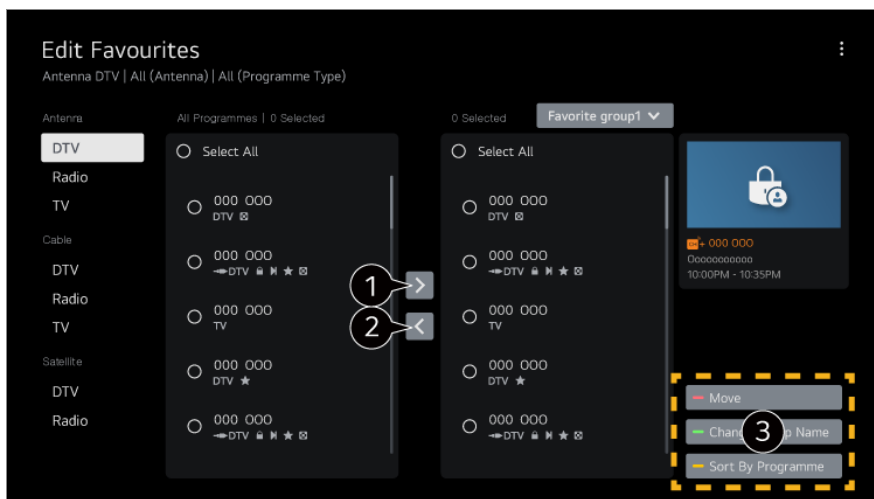 Edit Favourites
Antenna DTV | All (Antenna) | All (Programme Type)
Antenna
DTV
Radio
TV
Cable
DTV
Radio
TV
Satellite
DTV
Radio
All Programmes | 0 Selected
Select All
000 000
DTV
000 000
DTV
000 000
TV
000 000
DTV
000 000
DTV
1
2
0 Selected
Favorite group1
Select All
000 000
DTV
000 000
DTV
000 000
TV
000 000
DTV
000 000
DTV
000 000
Ooooooooooo
10:00PM - 10:35PM
Move
3
p Name
Sort By Programme